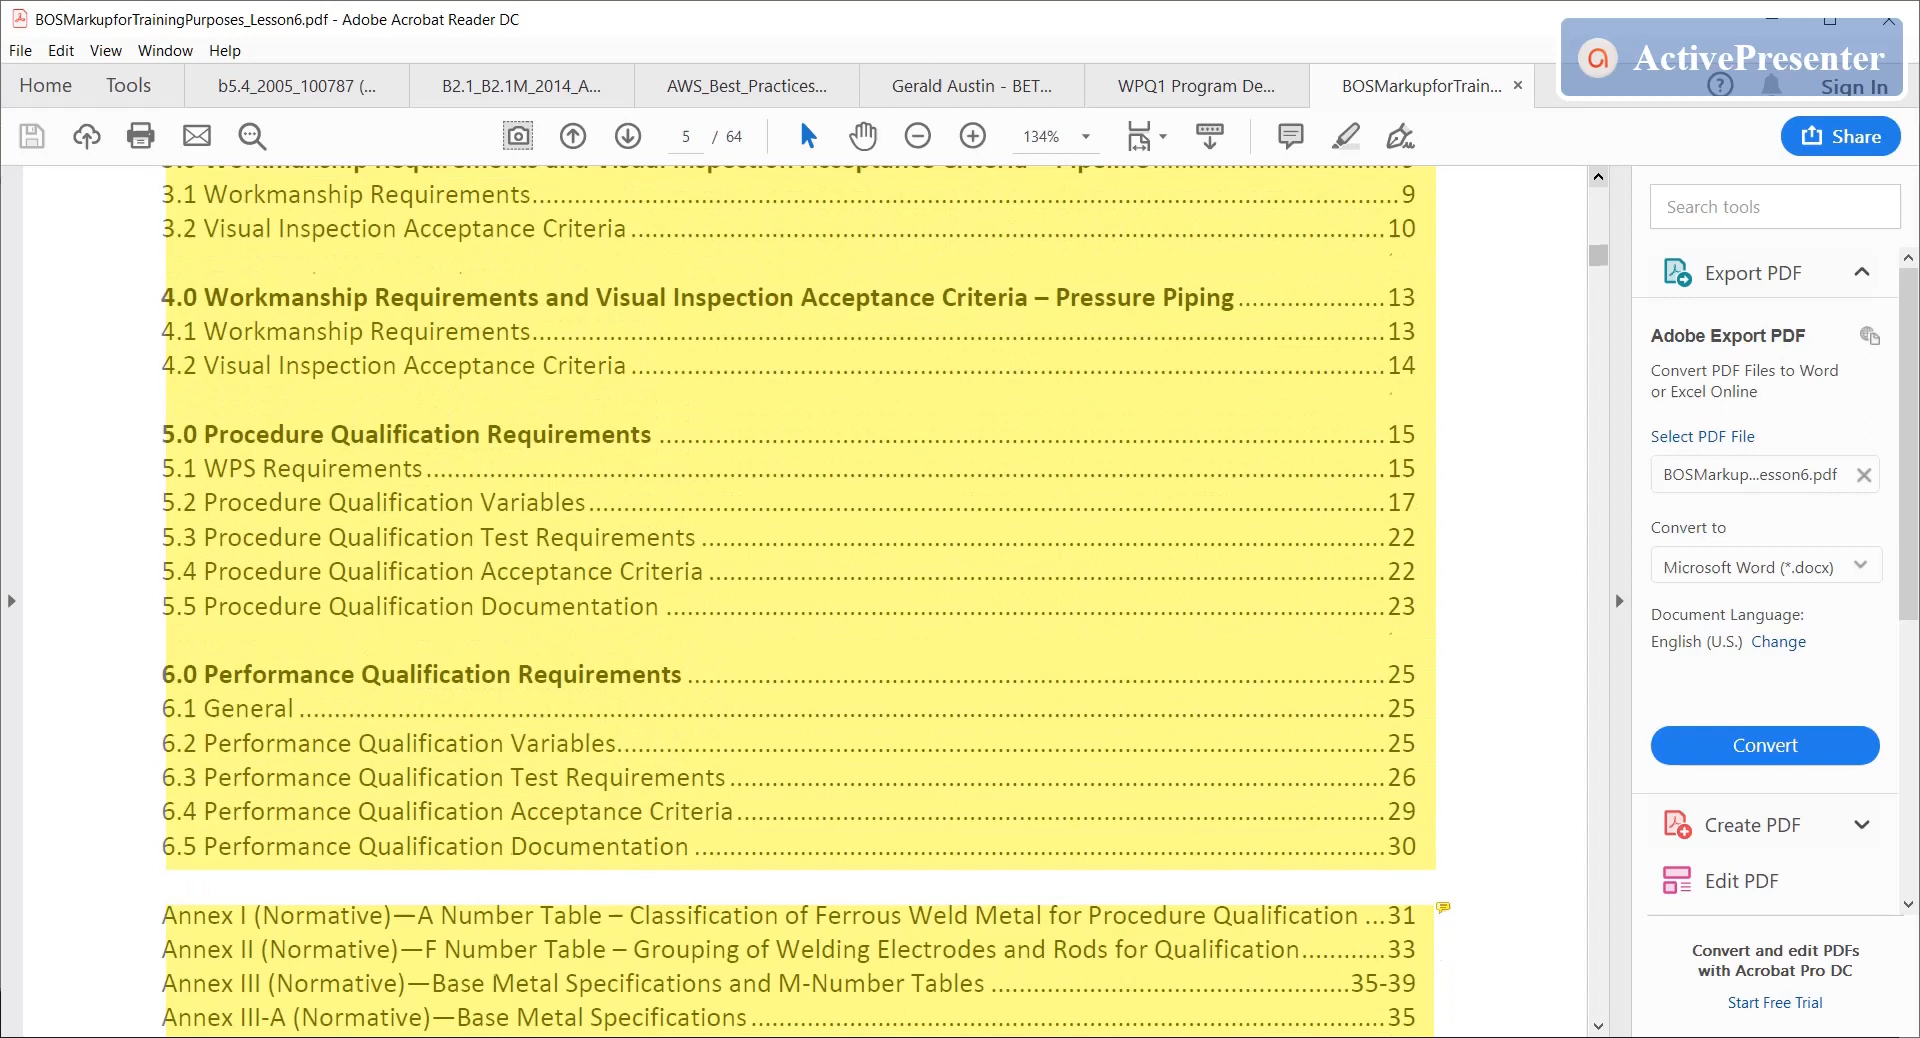 BOSMarkupforTrainingPurposes_Lesson6.pdf - Adobe Acrobat Reader DC
File Edit View Window Help
ActivePresenter
Home Tools b5.4_2005_100787 (... B2.1_B2.1M_2014_A... AWS_Best_Practices... Gerald Austin - BET... WPQ1 Program De... BOSMarkupforTrain... × Sign In
5 / 64 134% Share
3.1 Workmanship Requirements 9
3.2 Visual Inspection Acceptance Criteria 10
4.0 Workmanship Requirements and Visual Inspection Acceptance Criteria – Pressure Piping 13
4.1 Workmanship Requirements 13
4.2 Visual Inspection Acceptance Criteria 14
5.0 Procedure Qualification Requirements 15
5.1 WPS Requirements 15
5.2 Procedure Qualification Variables 17
5.3 Procedure Qualification Test Requirements 22
5.4 Procedure Qualification Acceptance Criteria 22
5.5 Procedure Qualification Documentation 23
6.0 Performance Qualification Requirements 25
6.1 General 25
6.2 Performance Qualification Variables 25
6.3 Performance Qualification Test Requirements 26
6.4 Performance Qualification Acceptance Criteria 29
6.5 Performance Qualification Documentation 30
Annex I (Normative)—A Number Table – Classification of Ferrous Weld Metal for Procedure Qualification ...31
Annex II (Normative)—F Number Table – Grouping of Welding Electrodes and Rods for Qualification 33
Annex III (Normative)—Base Metal Specifications and M-Number Tables 35-39
Annex III-A (Normative)—Base Metal Specifications 35
Search tools
Export PDF
Adobe Export PDF
Convert PDF Files to Word
or Excel Online
Select PDF File
BOSMarkup...esson6.pdf
Convert to
Microsoft Word (*.docx)
Document Language:
English (U.S.) Change
Convert
Create PDF
Edit PDF
Convert and edit PDFs
with Acrobat Pro DC
Start Free Trial